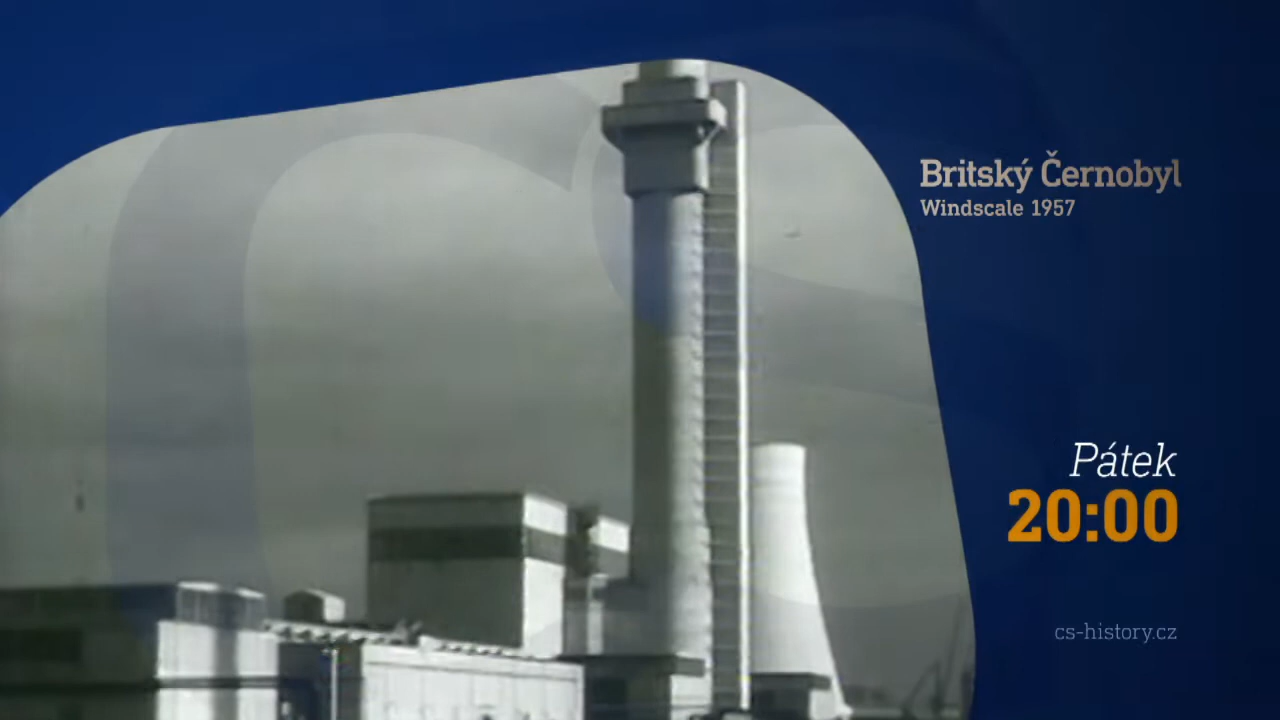 Britský Černobyl
Windscale 1957
Pátek
20:00
cs-history.cz